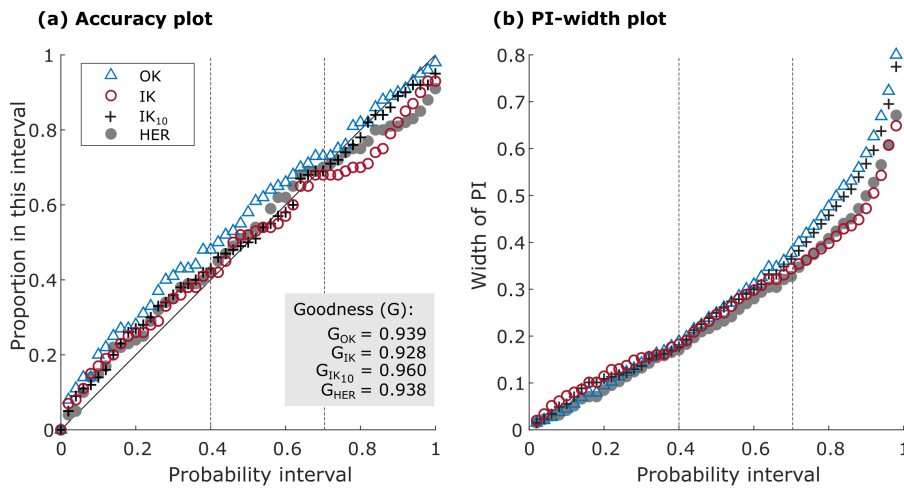 (a) Accuracy plot
1
0.8
0.6
0.4
0.2
0
0 0.2 0.4 0.6 0.8 1
Proportion in this interval
Probability interval
OK
IK
IK10
HER
Goodness (G):
GOK = 0.939
GIK = 0.928
GIK10 = 0.960
GHER = 0.938
(b) PI-width plot
0.8
0.7
0.6
0.5
0.4
0.3
0.2
0.1
0
0 0.2 0.4 0.6 0.8 1
Width of PI
Probability interval